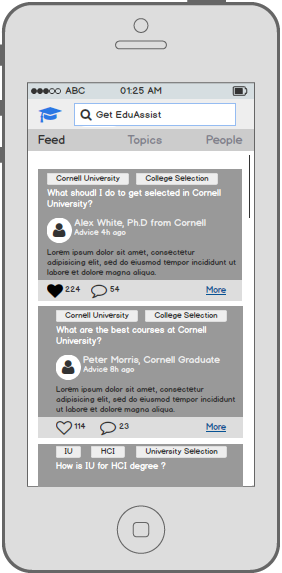 ABC 01:25 AM
Get EduAssist
Feed Topics People
Cornell University College Selection
What shoudl I do to get selected in Cornell
University?
Alex White, Ph.D from Cornell
Advice 4h ago
Lorem ipsum dolor sit amet, consectetur
adipisicing elit, sed do eiusmod tempor incididunt ut
labore et dolore magna aliqua.
224 54 More
Cornell University College Selection
What are the best courses at Cornell
University?
Peter Morris, Cornell Graduate
Advice 8h ago
Lorem ipsum dolor sit amet, consectetur
adipisicing elit, sed do eiusmod tempor incididunt
ut labore et dolore magna aliqua.
114 23 More
IU HCI University Selection
How is IU for HCI degree ?